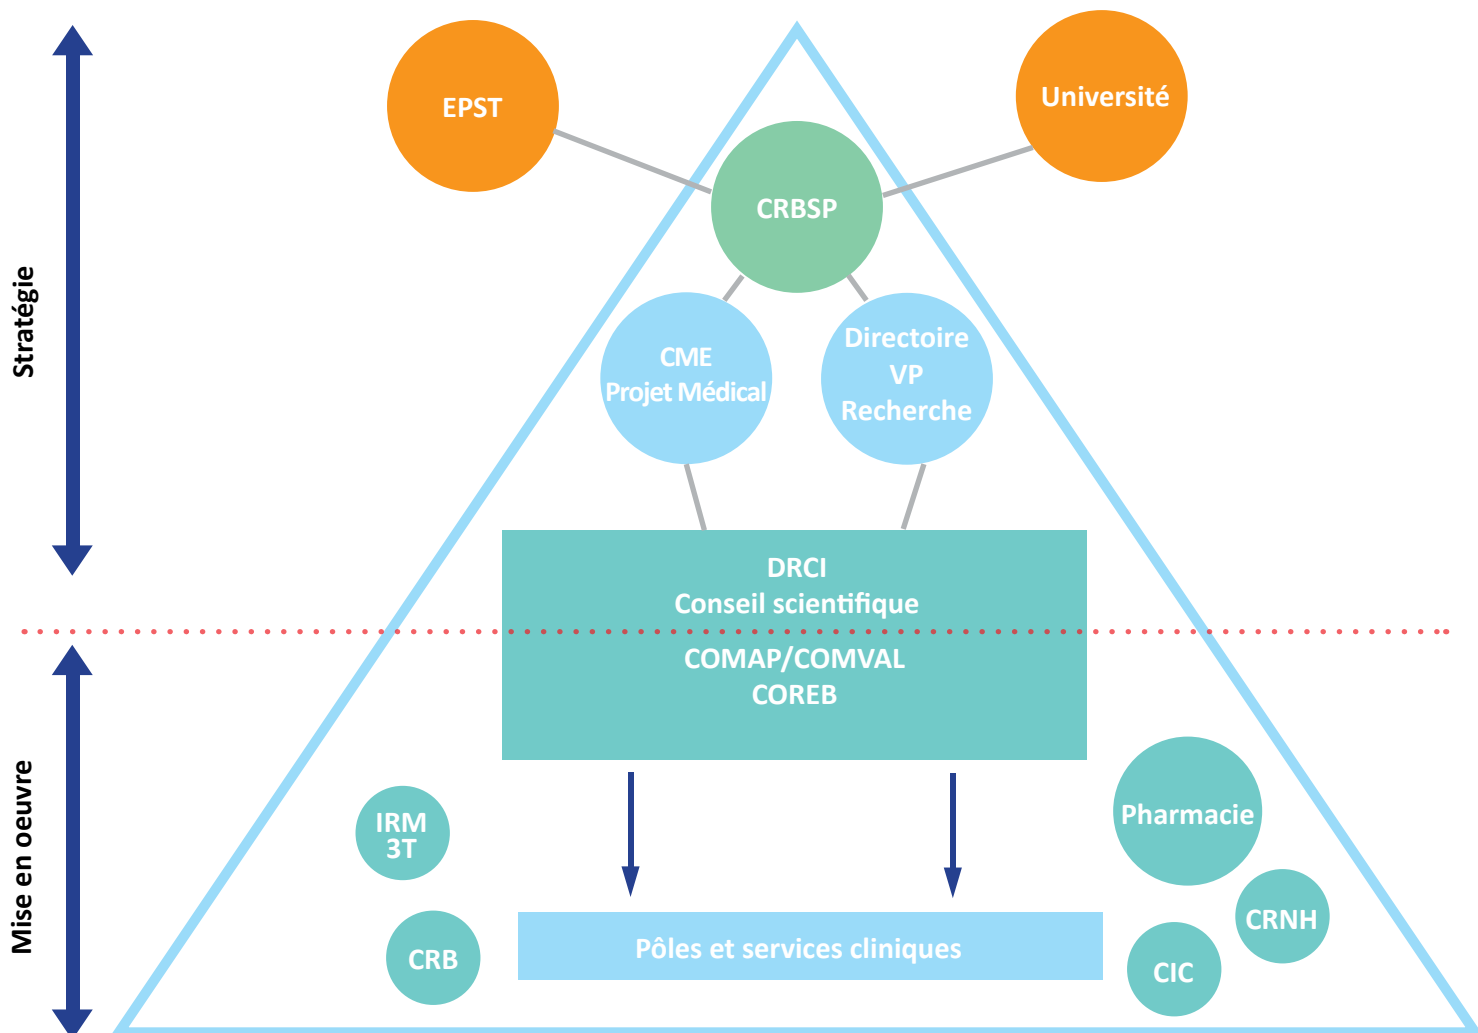 EPST
Université
CRBSP
Stratégie
CME
Projet Médical
Directoire
VP
Recherche
DRCI
Conseil scientifique
COMAP/COMVAL
COREB
Mise en oeuvre
IRM
3T
Pharmacie
CRB
Pôles et services cliniques
CRNH
CIC